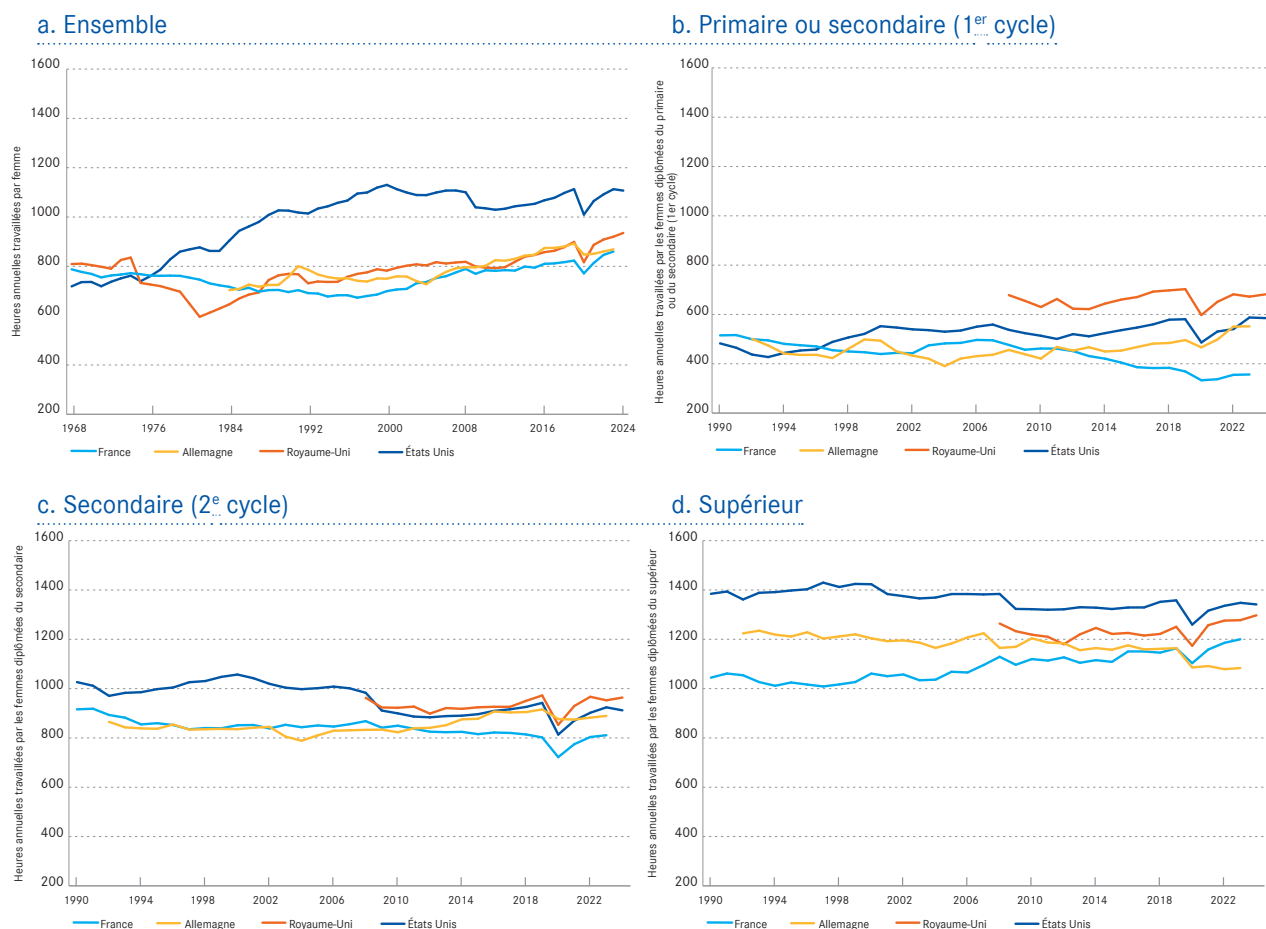 a. Ensemble
Heures annuelles travaillées par femme
1600
1400
1200
1000
800
600
400
200
1968 1976 1984 1992 2000 2008 2016 2024
France Allemagne Royaume-Uni États Unis
b. Primaire ou secondaire (1er cycle)
Heures annuelles travaillées par les femmes diplômées du primaire
ou du secondaire (1er cycle)
1600
1400
1200
1000
800
600
400
200
1990 1994 1998 2002 2006 2010 2014 2018 2022
France Allemagne Royaume-Uni États Unis
c. Secondaire (2e cycle)
Heures annuelles travaillées par les femmes diplômées du secondaire
1600
1400
1200
1000
800
600
400
200
1990 1994 1998 2002 2006 2010 2014 2018 2022
France Allemagne Royaume-Uni États Unis
d. Supérieur
Heures annuelles travaillées par les femmes diplômées du supérieur
1600
1400
1200
1000
800
600
400
200
1990 1994 1998 2002 2006 2010 2014 2018 2022
France Allemagne Royaume-Uni États Unis